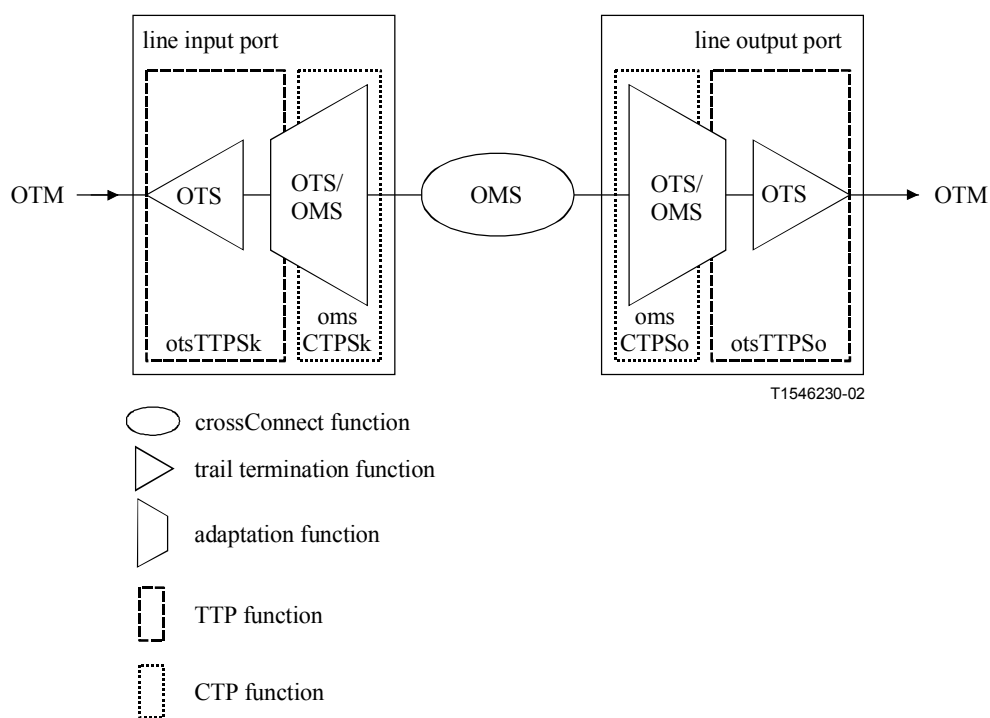 line input port
line output port
OTM
OTS
OTS/
OMS
OMS
OTS/
OMS
OTS
OTM
otsTTPSk
oms
CTPSk
oms
CTPSo
otsTTPSo
T1546230-02
crossConnect function
trail termination function
adaptation function
TTP function
CTP function